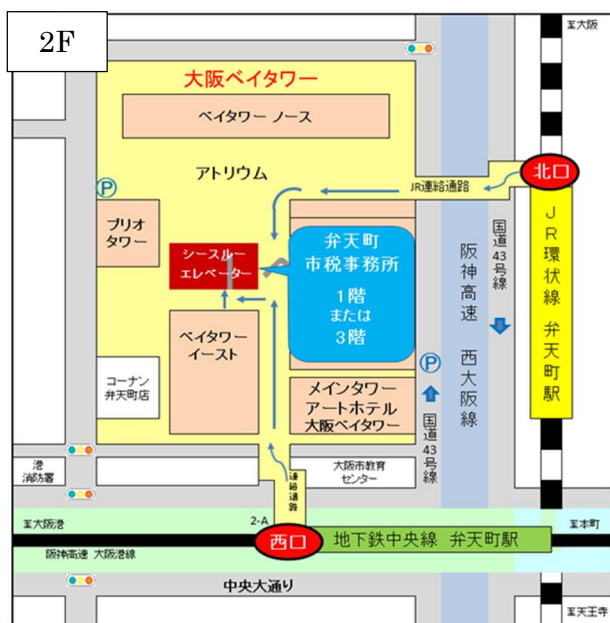 2F
至大阪
大阪ベイタワー
ベイタワー ノース
アトリウム
JR連絡通路
北口
P
プリオ
タワー
シースルー
エレベーター
弁天町
市税事務所
1階
または
3階
国道43号線
阪神高速 西大阪線
JR環状線 弁天町駅
ベイタワー
イースト
P
コーナン
弁天町店
メインタワー
アートホテル
大阪ベイタワー
国道43号線
港
消防署
連絡通路
大阪市教育
センター
至大阪港
2-A
西口
地下鉄中央線 弁天町駅
至本町
阪神高速 大阪港線
中央大通り
至天王寺